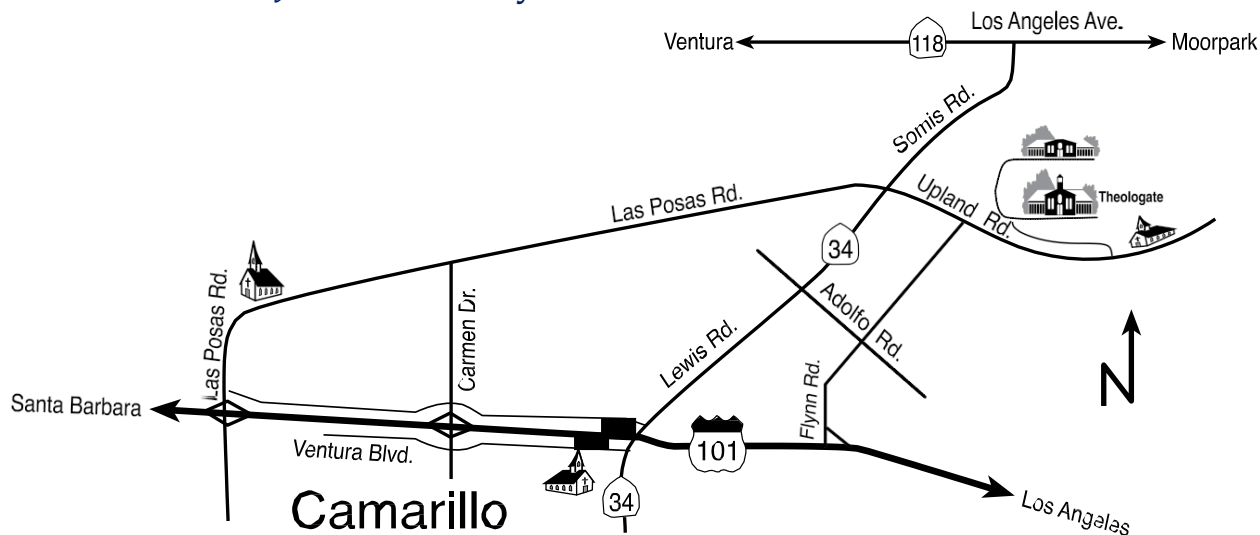 Los Angeles Ave.
Ventura
118
Moorpark
Somis Rd.
Las Posas Rd.
Upland Rd.
Theologate
34
Adolfo Rd.
Las Posas Rd.
Carmen Dr.
Lewis Rd.
Flynn Rd.
N
Santa Barbara
Ventura Blvd.
101
Camarillo
34
Los Angeles